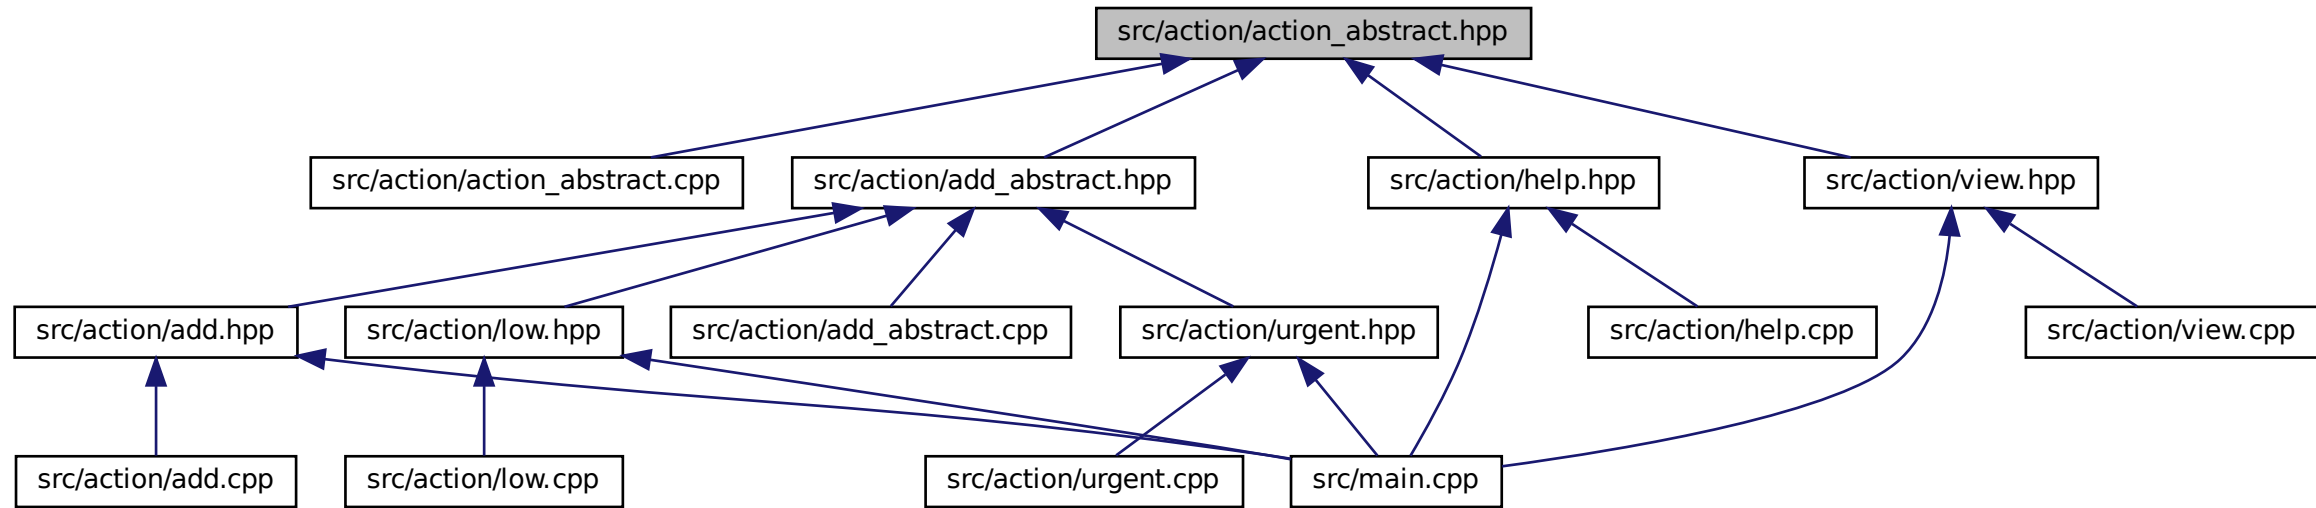 src/action/action_abstract.hpp
src/action/action_abstract.cpp
src/action/add_abstract.hpp
src/action/help.hpp
src/action/view.hpp
src/action/add.hpp
src/action/low.hpp
src/action/add_abstract.cpp
src/action/urgent.hpp
src/action/help.cpp
src/action/view.cpp
src/action/add.cpp
src/action/low.cpp
src/action/urgent.cpp
src/main.cpp